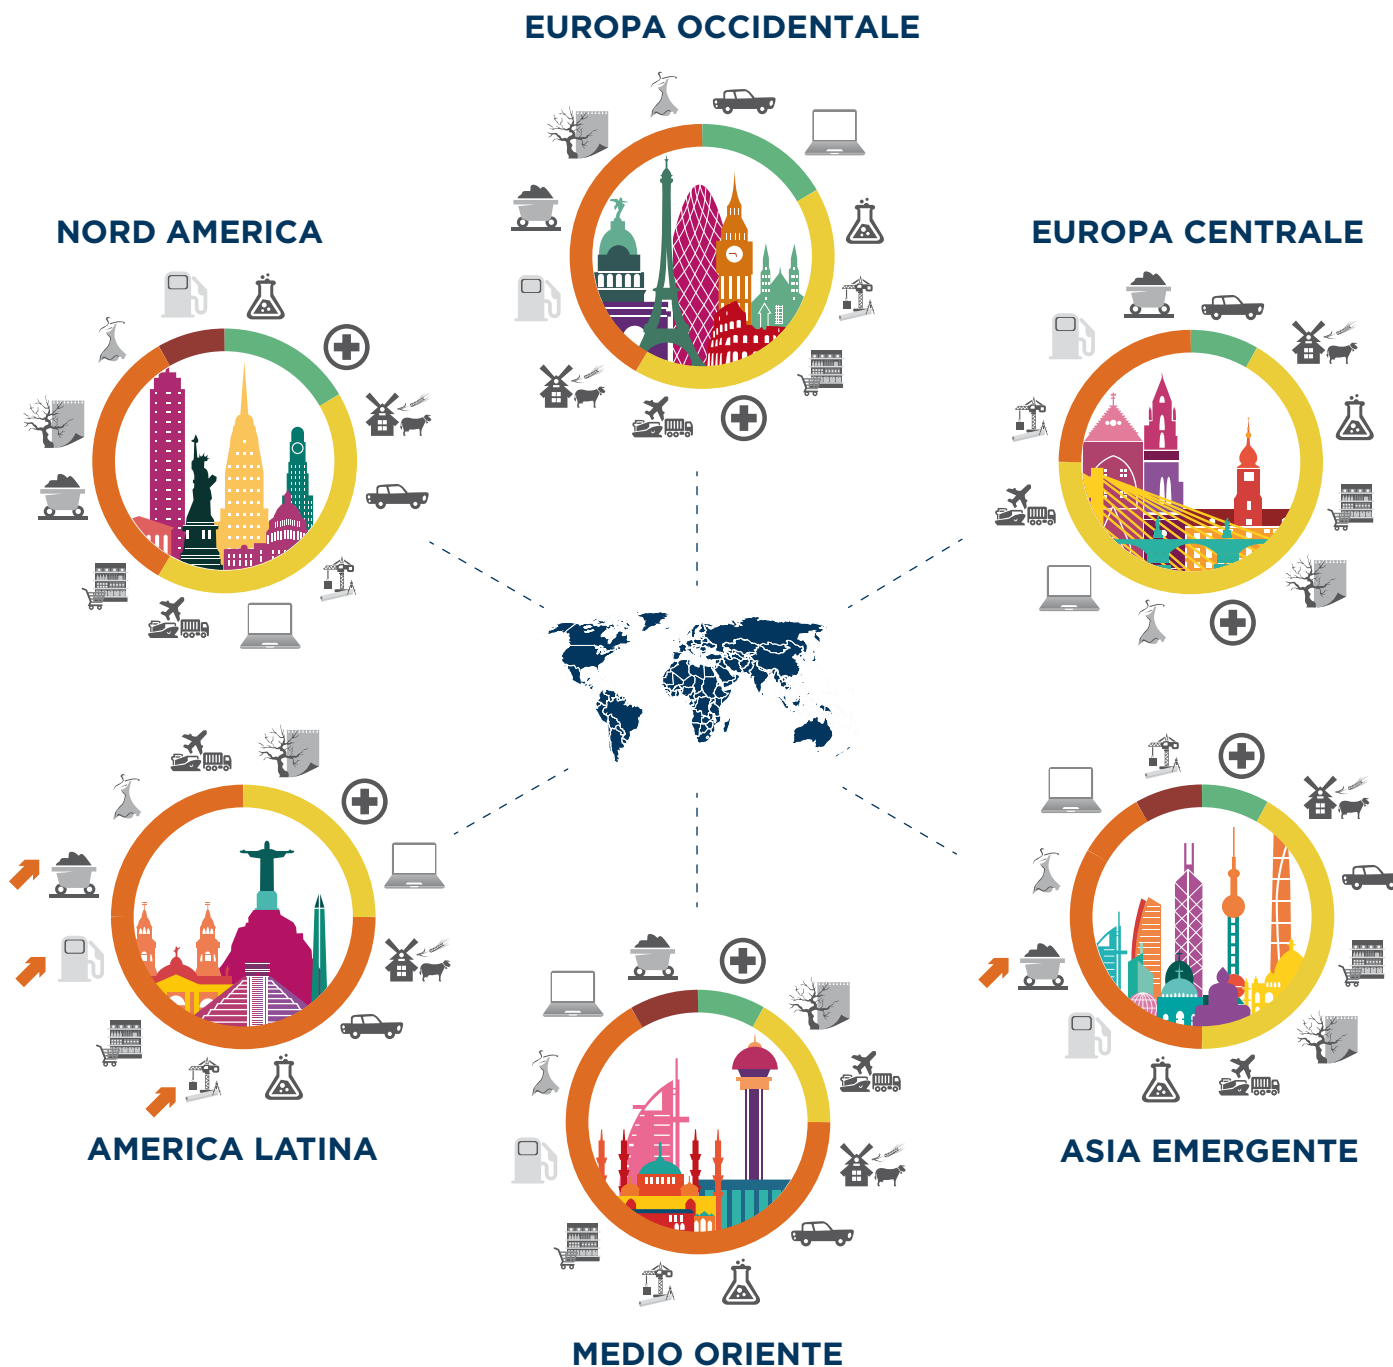 EUROPA OCCIDENTALE
NORD AMERICA
EUROPA CENTRALE
AMERICA LATINA
ASIA EMERGENTE
MEDIO ORIENTE